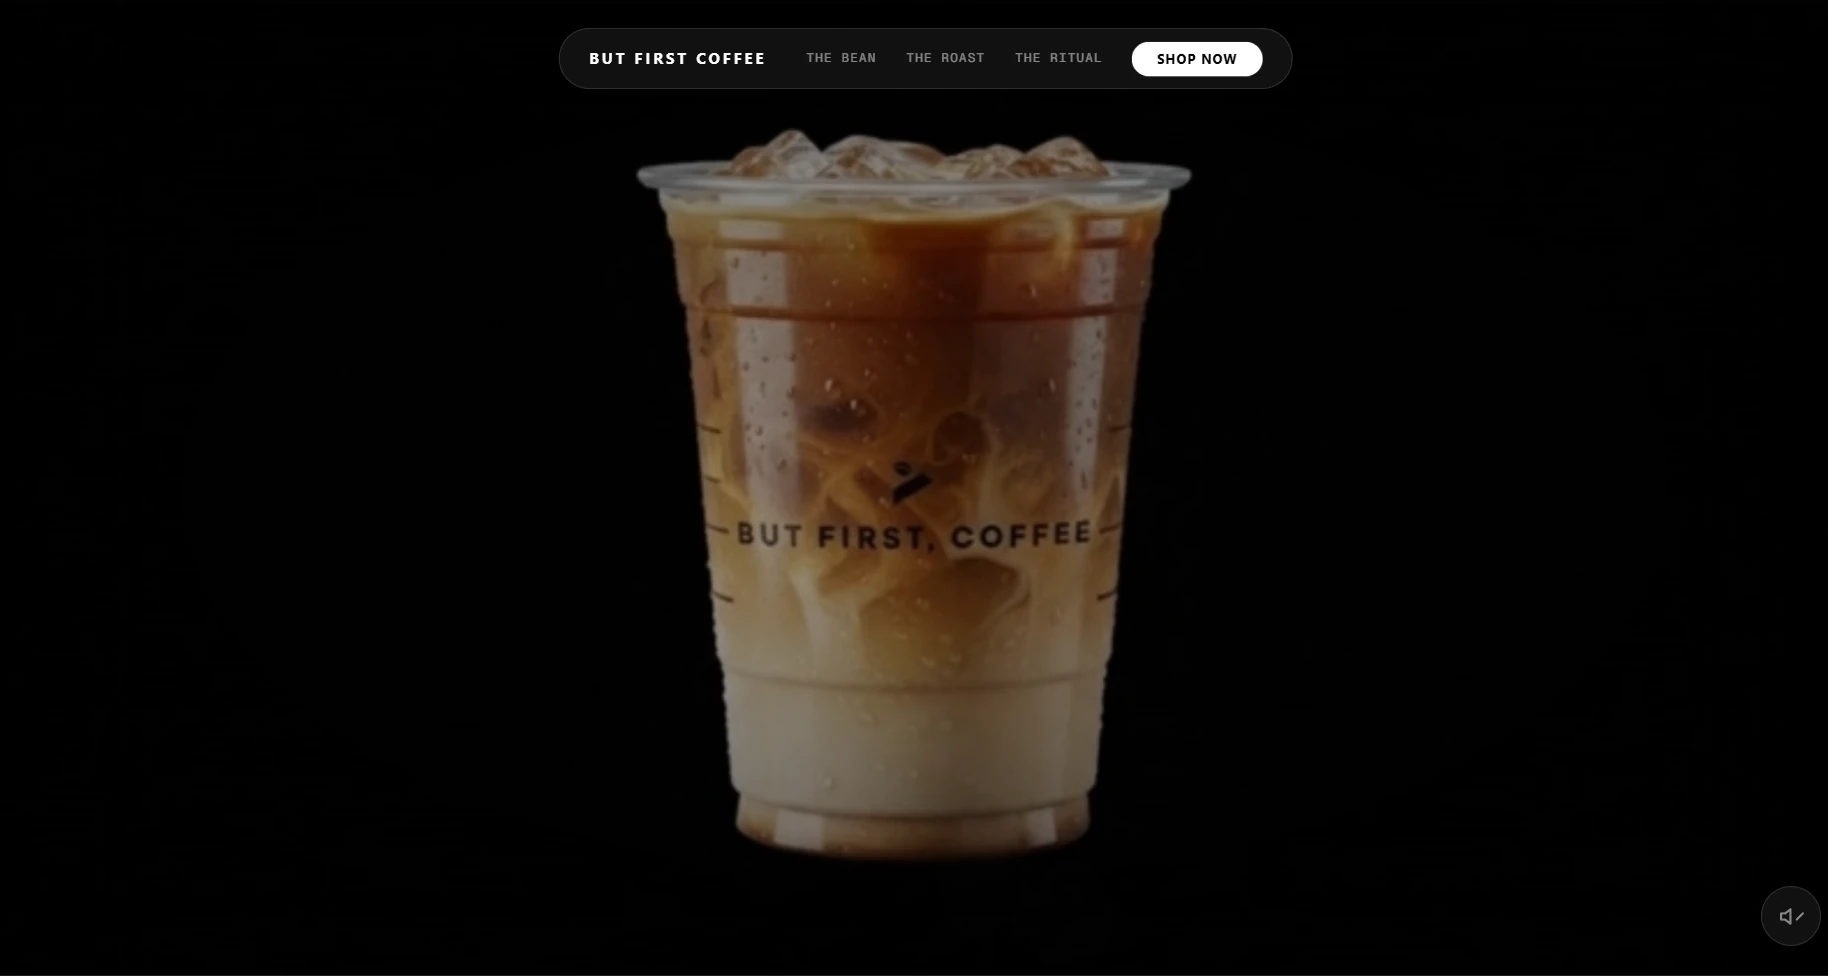 BUT FIRST COFFEE THE BEAN THE ROAST THE RITUAL SHOP NOW
BUT FIRST, COFFEE